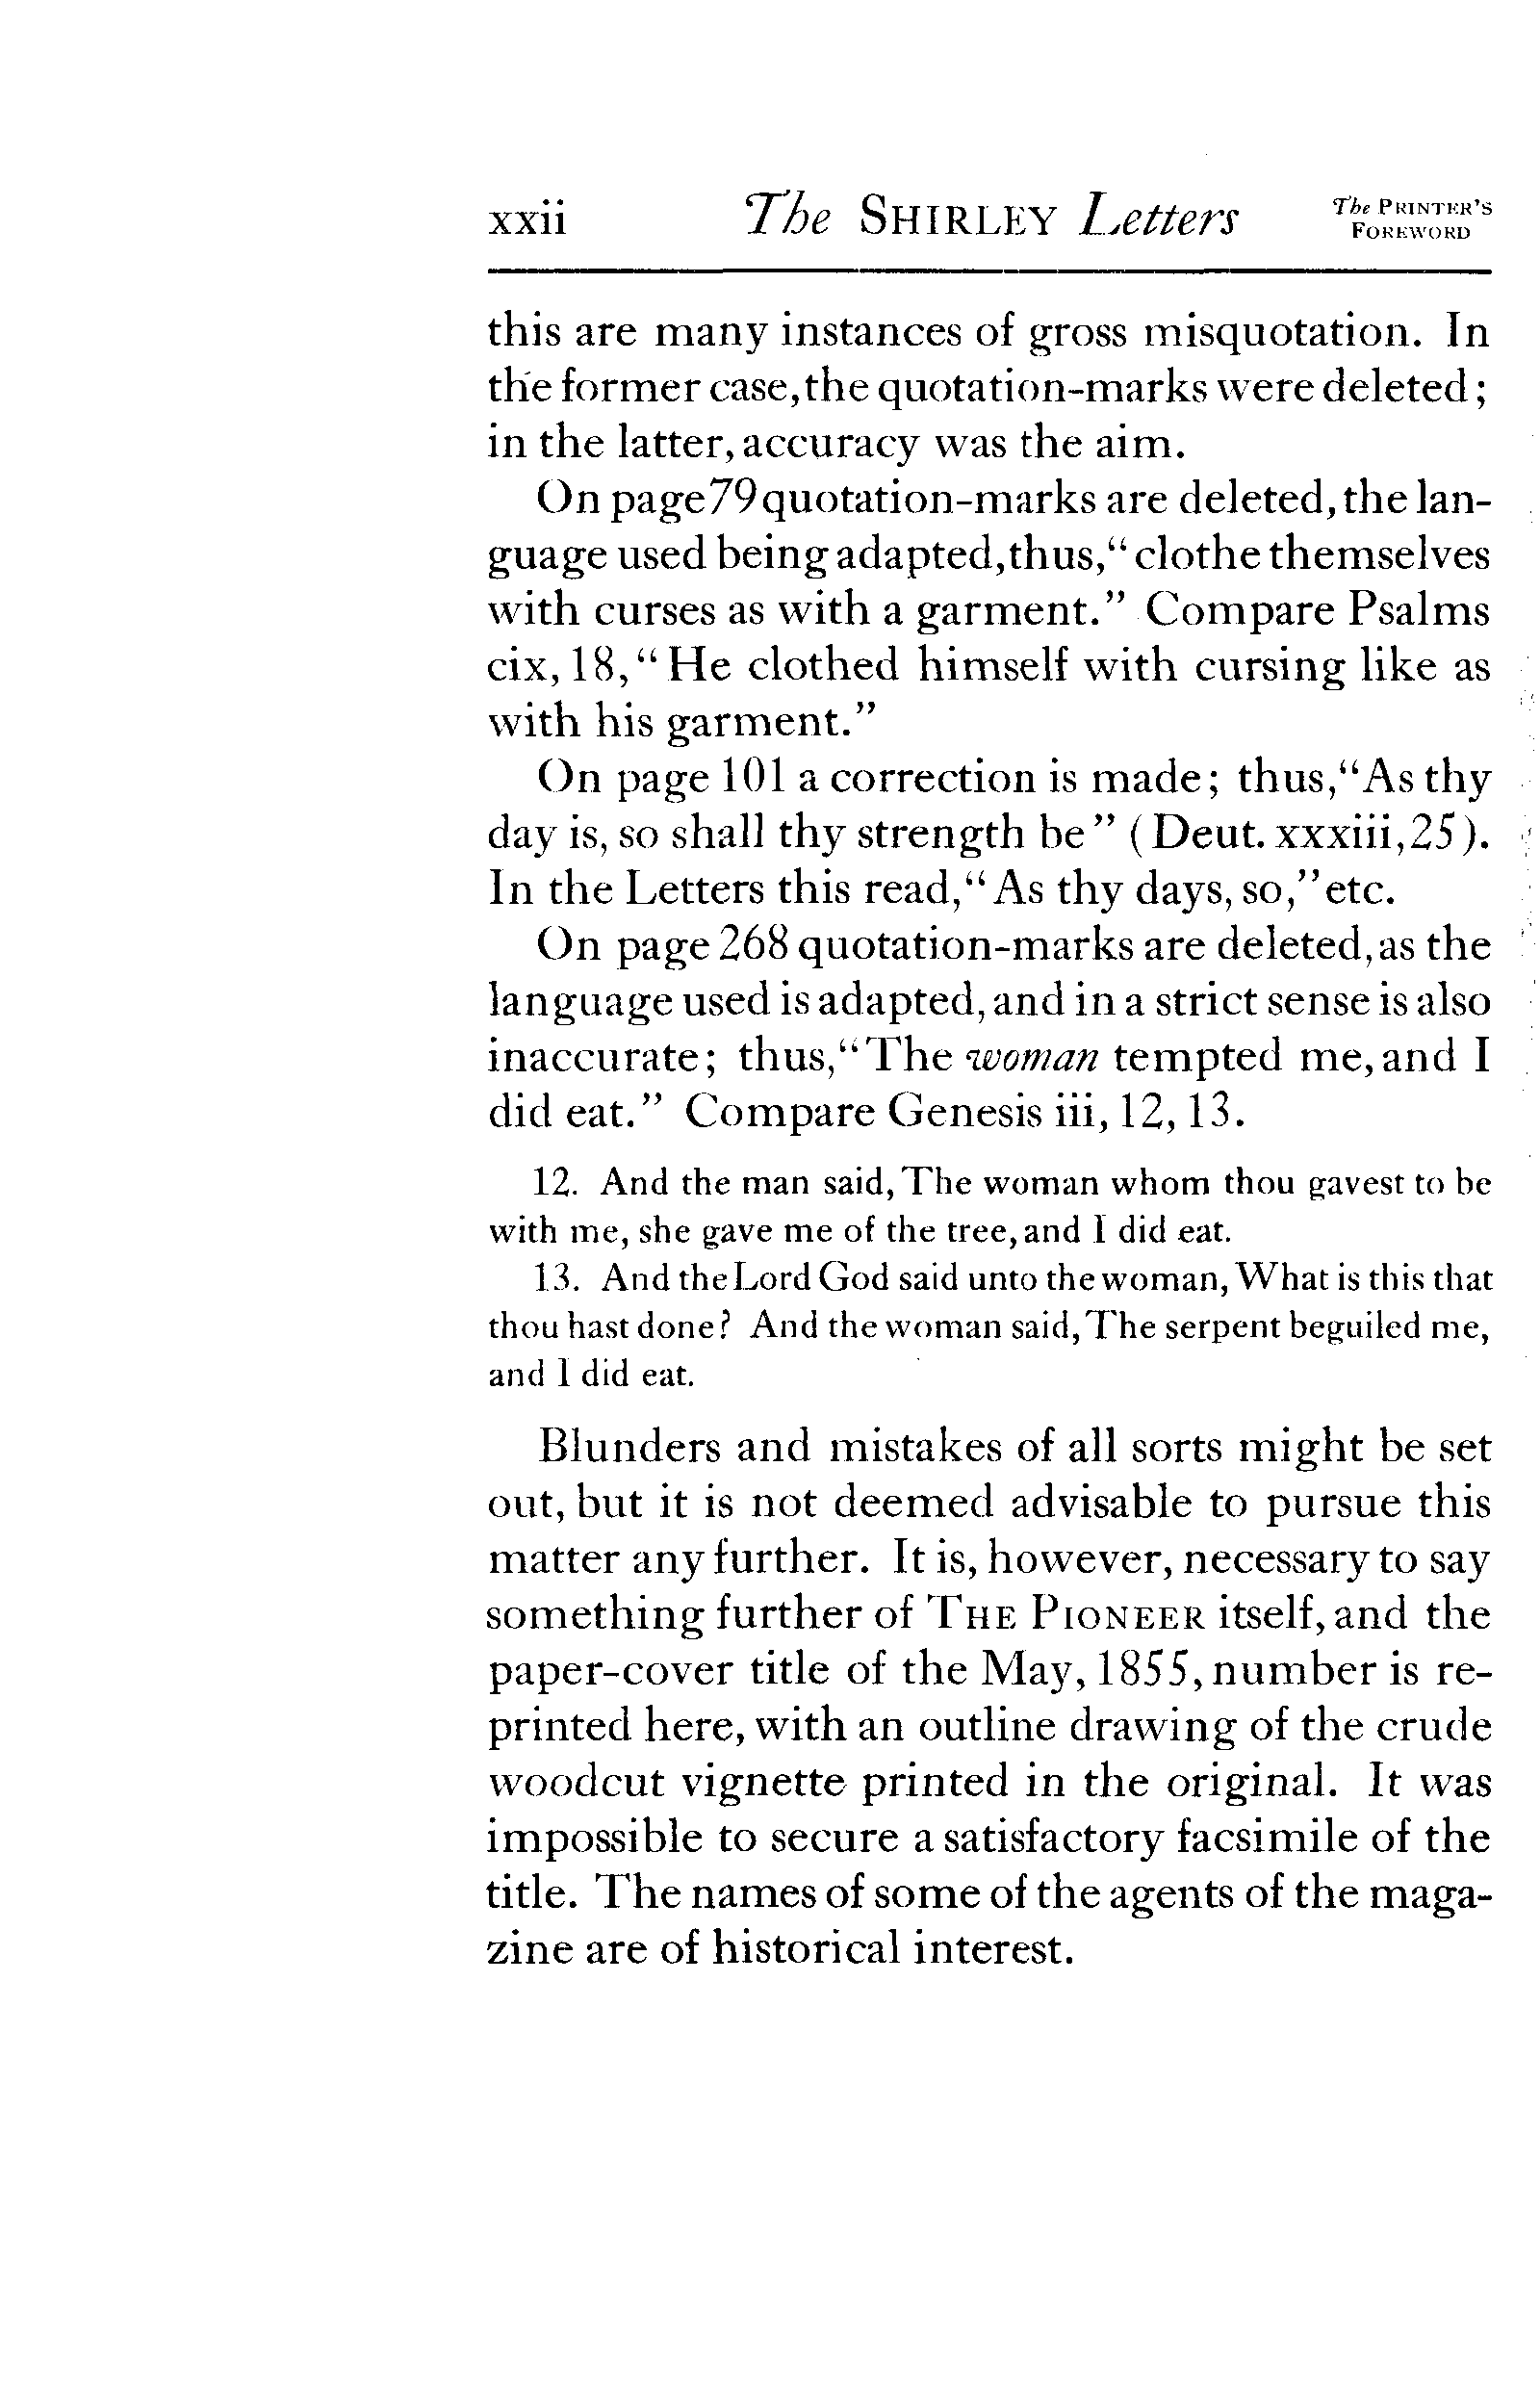 xxii The SHIRLEY Letters The PRINTER'S
FOREWORD
this are many instances of gross misquotation. In
the former case, the quotation-marks were deleted;
in the latter, accuracy was the aim.
On page 79 quotation-marks are deleted, the lan-
guage used being adapted, thus, “clothe themselves
with curses as with a garment.” Compare Psalms
cix, 18, “He clothed himself with cursing like as
with his garment.”
On page 101 a correction is made; thus, “As thy
day is, so shall thy strength be” (Deut. xxxiii, 25).
In the Letters this read, “As thy days, so,” etc.
On page 268 quotation-marks are deleted, as the
language used is adapted, and in a strict sense is also
inaccurate; thus, “The woman tempted me, and I
did eat.” Compare Genesis iii, 12, 13.
12. And the man said, The woman whom thou gavest to be
with me, she gave me of the tree, and I did eat.
13. And the Lord God said unto the woman, What is this that
thou hast done? And the woman said, The serpent beguiled me,
and I did eat.
Blunders and mistakes of all sorts might be set
out, but it is not deemed advisable to pursue this
matter any further. It is, however, necessary to say
something further of THE PIONEER itself, and the
paper-cover title of the May, 1855, number is re-
printed here, with an outline drawing of the crude
woodcut vignette printed in the original. It was
impossible to secure a satisfactory facsimile of the
title. The names of some of the agents of the maga-
zine are of historical interest.